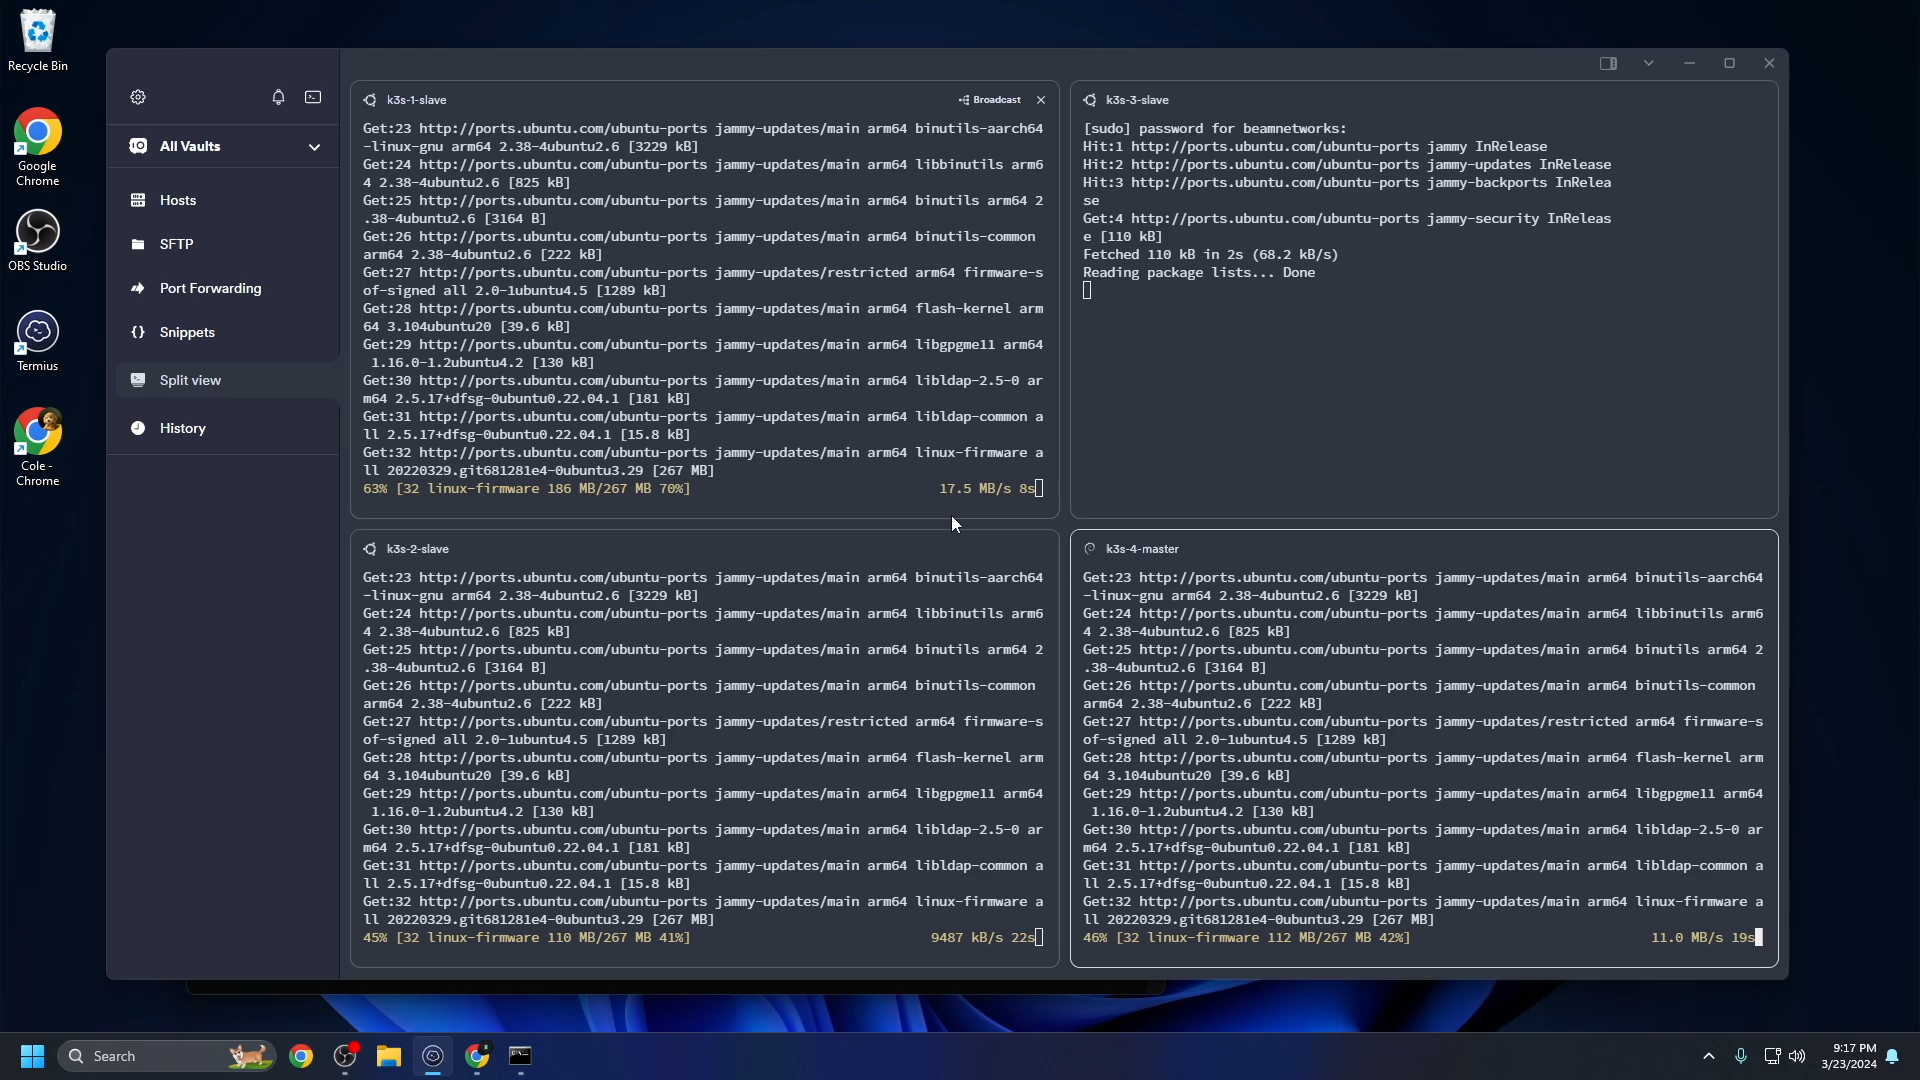 Recycle Bin
Google
Chrome
OBS Studio
Termius
Cole -
Chrome
All Vaults
Hosts
SFTP
Port Forwarding
Snippets
Split view
History
k3s-1-slave
Broadcast
Get:23 http://ports.ubuntu.com/ubuntu-ports jammy-updates/main arm64 binutils-aarch64
-linux-gnu arm64 2.38-4ubuntu2.6 [3229 kB]
Get:24 http://ports.ubuntu.com/ubuntu-ports jammy-updates/main arm64 libbinutils arm6
4 2.38-4ubuntu2.6 [825 kB]
Get:25 http://ports.ubuntu.com/ubuntu-ports jammy-updates/main arm64 binutils arm64 2
.38-4ubuntu2.6 [3164 B]
Get:26 http://ports.ubuntu.com/ubuntu-ports jammy-updates/main arm64 binutils-common
arm64 2.38-4ubuntu2.6 [222 kB]
Get:27 http://ports.ubuntu.com/ubuntu-ports jammy-updates/restricted arm64 firmware-s
of-signed all 2.0-1ubuntu4.5 [1289 kB]
Get:28 http://ports.ubuntu.com/ubuntu-ports jammy-updates/main arm64 flash-kernel arm
64 3.104ubuntu20 [39.6 kB]
Get:29 http://ports.ubuntu.com/ubuntu-ports jammy-updates/main arm64 libgpgme11 arm64
1.16.0-1.2ubuntu4.2 [130 kB]
Get:30 http://ports.ubuntu.com/ubuntu-ports jammy-updates/main arm64 libldap-2.5-0 ar
m64 2.5.17+dfsg-0ubuntu0.22.04.1 [181 kB]
Get:31 http://ports.ubuntu.com/ubuntu-ports jammy-updates/main arm64 libldap-common a
ll 2.5.17+dfsg-0ubuntu0.22.04.1 [15.8 kB]
Get:32 http://ports.ubuntu.com/ubuntu-ports jammy-updates/main arm64 linux-firmware a
ll 20220329.git681281e4-0ubuntu3.29 [267 MB]
63% [32 linux-firmware 186 MB/267 MB 70%] 17.5 MB/s 8s
k3s-3-slave
[sudo] password for beamnetworks:
Hit:1 http://ports.ubuntu.com/ubuntu-ports jammy InRelease
Hit:2 http://ports.ubuntu.com/ubuntu-ports jammy-updates InRelease
Hit:3 http://ports.ubuntu.com/ubuntu-ports jammy-backports InRelea
se
Get:4 http://ports.ubuntu.com/ubuntu-ports jammy-security InReleas
e [110 kB]
Fetched 110 kB in 2s (68.2 kB/s)
Reading package lists... Done
k3s-2-slave
Get:23 http://ports.ubuntu.com/ubuntu-ports jammy-updates/main arm64 binutils-aarch64
-linux-gnu arm64 2.38-4ubuntu2.6 [3229 kB]
Get:24 http://ports.ubuntu.com/ubuntu-ports jammy-updates/main arm64 libbinutils arm6
4 2.38-4ubuntu2.6 [825 kB]
Get:25 http://ports.ubuntu.com/ubuntu-ports jammy-updates/main arm64 binutils arm64 2
.38-4ubuntu2.6 [3164 B]
Get:26 http://ports.ubuntu.com/ubuntu-ports jammy-updates/main arm64 binutils-common
arm64 2.38-4ubuntu2.6 [222 kB]
Get:27 http://ports.ubuntu.com/ubuntu-ports jammy-updates/restricted arm64 firmware-s
of-signed all 2.0-1ubuntu4.5 [1289 kB]
Get:28 http://ports.ubuntu.com/ubuntu-ports jammy-updates/main arm64 flash-kernel arm
64 3.104ubuntu20 [39.6 kB]
Get:29 http://ports.ubuntu.com/ubuntu-ports jammy-updates/main arm64 libgpgme11 arm64
1.16.0-1.2ubuntu4.2 [130 kB]
Get:30 http://ports.ubuntu.com/ubuntu-ports jammy-updates/main arm64 libldap-2.5-0 ar
m64 2.5.17+dfsg-0ubuntu0.22.04.1 [181 kB]
Get:31 http://ports.ubuntu.com/ubuntu-ports jammy-updates/main arm64 libldap-common a
ll 2.5.17+dfsg-0ubuntu0.22.04.1 [15.8 kB]
Get:32 http://ports.ubuntu.com/ubuntu-ports jammy-updates/main arm64 linux-firmware a
ll 20220329.git681281e4-0ubuntu3.29 [267 MB]
45% [32 linux-firmware 110 MB/267 MB 41%] 9487 kB/s 22s
k3s-4-master
Get:23 http://ports.ubuntu.com/ubuntu-ports jammy-updates/main arm64 binutils-aarch64
-linux-gnu arm64 2.38-4ubuntu2.6 [3229 kB]
Get:24 http://ports.ubuntu.com/ubuntu-ports jammy-updates/main arm64 libbinutils arm6
4 2.38-4ubuntu2.6 [825 kB]
Get:25 http://ports.ubuntu.com/ubuntu-ports jammy-updates/main arm64 binutils arm64 2
.38-4ubuntu2.6 [3164 B]
Get:26 http://ports.ubuntu.com/ubuntu-ports jammy-updates/main arm64 binutils-common
arm64 2.38-4ubuntu2.6 [222 kB]
Get:27 http://ports.ubuntu.com/ubuntu-ports jammy-updates/restricted arm64 firmware-s
of-signed all 2.0-1ubuntu4.5 [1289 kB]
Get:28 http://ports.ubuntu.com/ubuntu-ports jammy-updates/main arm64 flash-kernel arm
64 3.104ubuntu20 [39.6 kB]
Get:29 http://ports.ubuntu.com/ubuntu-ports jammy-updates/main arm64 libgpgme11 arm64
1.16.0-1.2ubuntu4.2 [130 kB]
Get:30 http://ports.ubuntu.com/ubuntu-ports jammy-updates/main arm64 libldap-2.5-0 ar
m64 2.5.17+dfsg-0ubuntu0.22.04.1 [181 kB]
Get:31 http://ports.ubuntu.com/ubuntu-ports jammy-updates/main arm64 libldap-common a
ll 2.5.17+dfsg-0ubuntu0.22.04.1 [15.8 kB]
Get:32 http://ports.ubuntu.com/ubuntu-ports jammy-updates/main arm64 linux-firmware a
ll 20220329.git681281e4-0ubuntu3.29 [267 MB]
46% [32 linux-firmware 112 MB/267 MB 42%] 11.0 MB/s 19s
Search
9:17 PM
3/23/2024